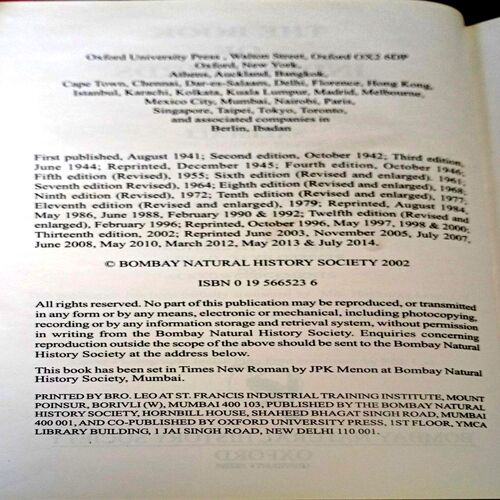 Oxford University Press, Walton Street, Oxford OX2 6DP
Oxford, New York,
Athens, Auckland, Bangkok,
Cape Town, Chennai, Dar-es-Salaam, Delhi, Florence, Hong Kong,
Istanbul, Karachi, Kolkata, Kuala Lumpur, Madrid, Melbourne,
Mexico City, Mumbai, Nairobi, Paris,
Singapore, Taipei, Tokyo, Toronto,
and associated companies in
Berlin, Ibadan
First published, August 1941; Second edition, October 1942; Third edition,
June 1944; Reprinted, December 1945; Fourth edition, October 1946;
Fifth edition (Revised), 1955; Sixth edition (Revised and enlarged), 1961;
Seventh edition Revised), 1964; Eighth edition (Revised and enlarged), 1968;
Ninth edition (Revised), 1972; Tenth edition (Revised and enlarged), 1977;
Eleventh edition (Revised and enlarged), 1979; Reprinted, August 1984,
May 1986, June 1988, February 1990 & 1992; Twelfth edition (Revised and
enlarged), February 1996; Reprinted, October 1996, May 1997, 1998 & 2000;
Thirteenth edition, 2002; Reprinted June 2003, November 2005, July 2007,
June 2008, May 2010, March 2012, May 2013 & July 2014.
© BOMBAY NATURAL HISTORY SOCIETY 2002
ISBN 0 19 566523 6
All rights reserved. No part of this publication may be reproduced, or transmitted
in any form or by any means, electronic or mechanical, including photocopying,
recording or by any information storage and retrieval system, without permission
in writing from the Bombay Natural History Society. Enquiries concerning
reproduction outside the scope of the above should be sent to the Bombay Natural
History Society at the address below.
This book has been set in Times New Roman by JPK Menon at Bombay Natural
History Society, Mumbai.
PRINTED BY BRO. LEO AT ST. FRANCIS INDUSTRIAL TRAINING INSTITUTE, MOUNT
POINSUR, BORIVLI (W), MUMBAI 400 103, PUBLISHED BY THE BOMBAY NATURAL
HISTORY SOCIETY, HORNBILL HOUSE, SHAHEED BHAGAT SINGH ROAD, MUMBAI
400 001, AND CO-PUBLISHED BY OXFORD UNIVERSITY PRESS, 1ST FLOOR, YMCA
LIBRARY BUILDING, 1 JAI SINGH ROAD, NEW DELHI 110 001.